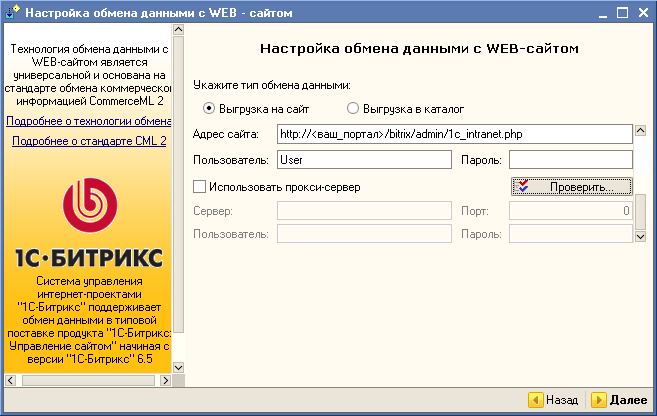 Настройка обмена данными с WEB - сайтом
Технология обмена данными с
WEB-сайтом является
универсальной и основана на
стандарте обмена коммерческой
информацией CommerceML 2
Подробнее о технологии обмена
Подробнее о стандарте CML 2
1С·БИТРИКС
Система управления
интернет-проектами
"1С-Битрикс" поддерживает
обмен данными в типовой
поставке продукта "1С-Битрикс:
Управление сайтом" начиная с
версии "1С-Битрикс" 6.5
Настройка обмена данными с WEB-сайтом
Укажите тип обмена данными:
Выгрузка на сайт Выгрузка в каталог
Адрес сайта: http://<ваш_портал>/bitrix/admin/1c_intranet.php
Пользователь: User Пароль:
Использовать прокси-сервер Проверить...
Сервер: Порт: 0
Пользователь: Пароль:
Назад Далее